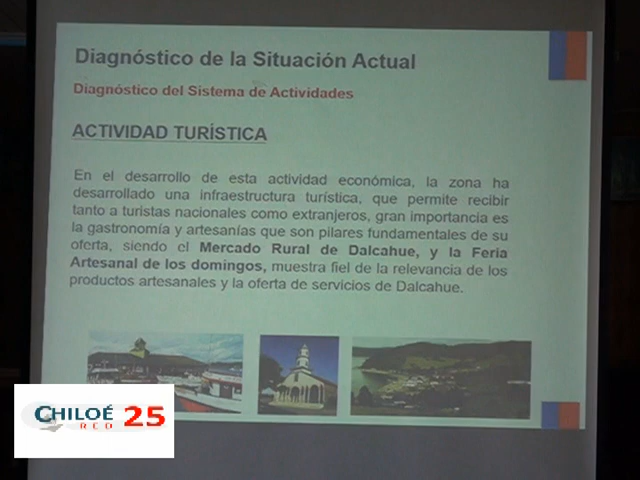 Diagnóstico de la Situación Actual
Diagnóstico del Sistema de Actividades
ACTIVIDAD TURÍSTICA
En el desarrollo de esta actividad económica, la zona ha
desarrollado una infraestructura turística, que permite recibir
tanto a turistas nacionales como extranjeros, gran importancia es
la gastronomía y artesanías que son pilares fundamentales de su
oferta, siendo el Mercado Rural de Dalcahue, y la Feria
Artesanal de los domingos, muestra fiel de la relevancia de los
productos artesanales y la oferta de servicios de Dalcahue.
CHILOÉ 25
RED